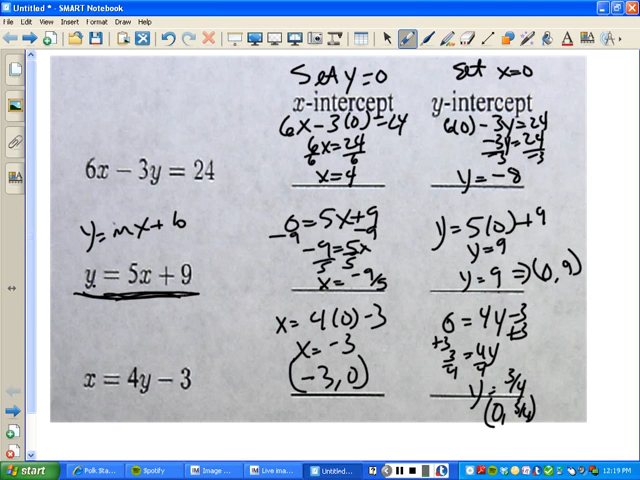 Untitled * - SMART Notebook
File Edit View Insert Format Tools Draw Help
Set y=0
Set x=0
x-intercept
y-intercept
6x-3(0)=24
6(0)-3y=24
6x=24
6 6
-3y=24
-3 -3
6x − 3y = 24
x=4
y=-8
y=mx+b
0=5x+9
-9 -9
y=5(0)+9
-9=5x
5 5
y=9
y = 5x + 9
x=-9/5
y=9 => (0,9)
x=4(0)-3
0=4y-3
+3 +3
x=-3
3=4y
4 4
x = 4y − 3
(-3,0)
y=3/4
(0, 3/4)
start
Polk Sta
Spotify
Image
Live ima
Untitled...
12:19 PM